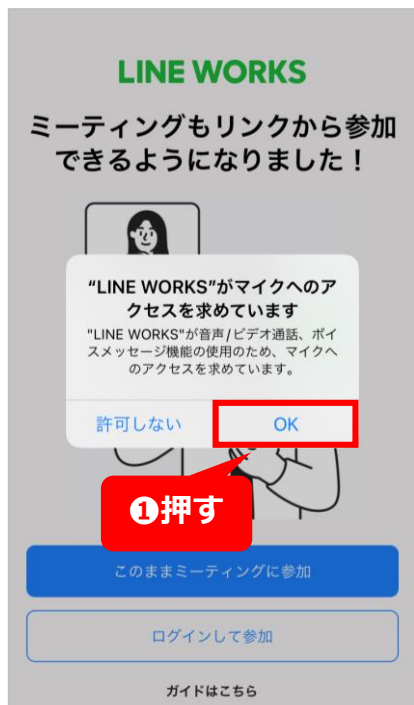 LINE WORKS
ミーティングもリンクから参加
できるようになりました！
“LINE WORKS”がマイクへのア
クセスを求めています
"LINE WORKS"が音声/ビデオ通話、ボイ
スメッセージ機能の使用のため、マイクへ
のアクセスを求めています。
許可しない OK
❶押す
このままミーティングに参加
ログインして参加
ガイドはこちら